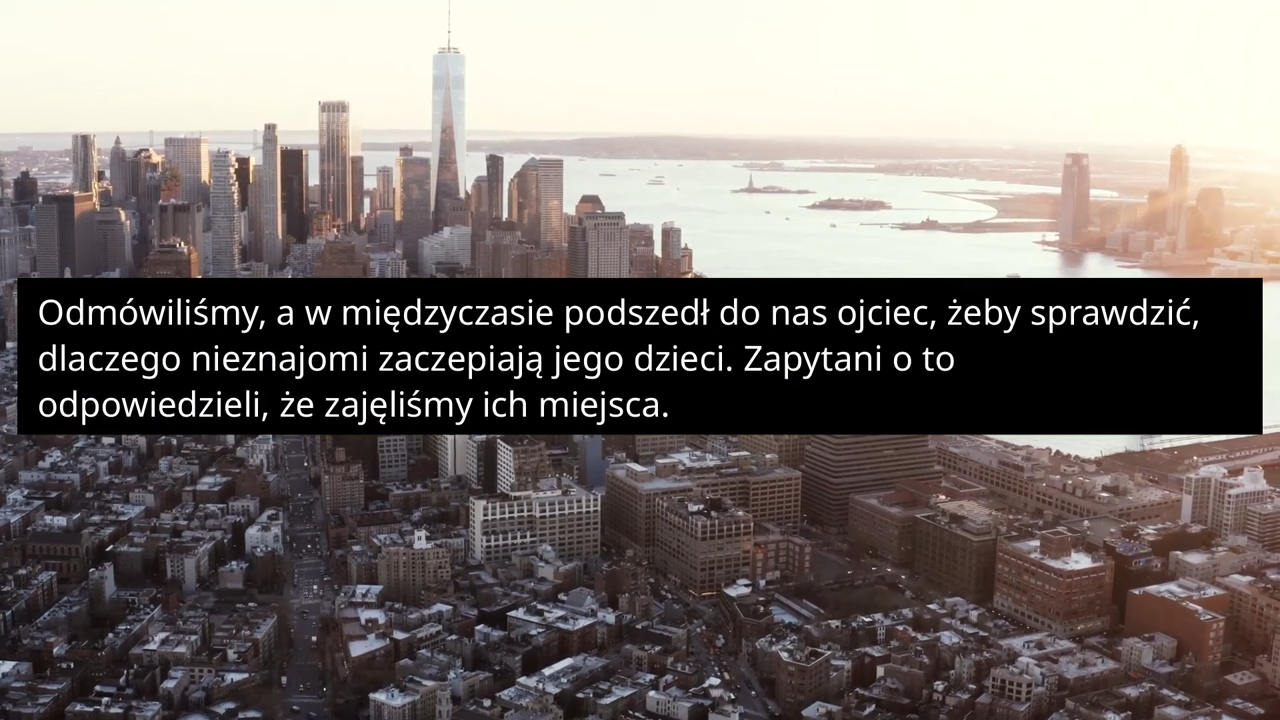 Odmówiliśmy, a w międzyczasie podszedł do nas ojciec, żeby sprawdzić,
dlaczego nieznajomi zaczepiają jego dzieci. Zapytani o to
odpowiedzieli, że zajęliśmy ich miejsca.